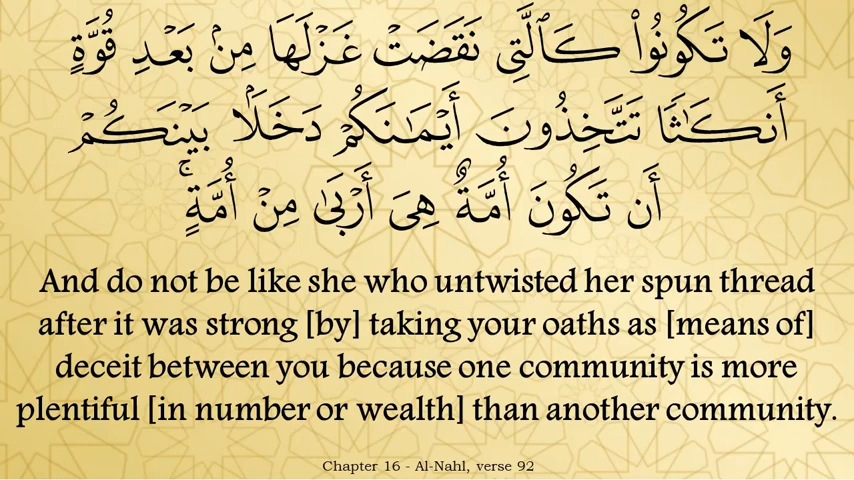 وَلَا تَكُونُوا۟ كَٱلَّتِى نَقَضَتْ غَزْلَهَا مِنۢ بَعْدِ قُوَّةٍ
أَنكَـٰثًا تَتَّخِذُونَ أَيْمَـٰنَكُمْ دَخَلًۢا بَيْنَكُمْ
أَن تَكُونَ أُمَّةٌ هِىَ أَرْبَىٰ مِنْ أُمَّةٍ ۚ
And do not be like she who untwisted her spun thread
after it was strong [by] taking your oaths as [means of]
deceit between you because one community is more
plentiful [in number or wealth] than another community.
Chapter 16 - Al-Nahl, verse 92